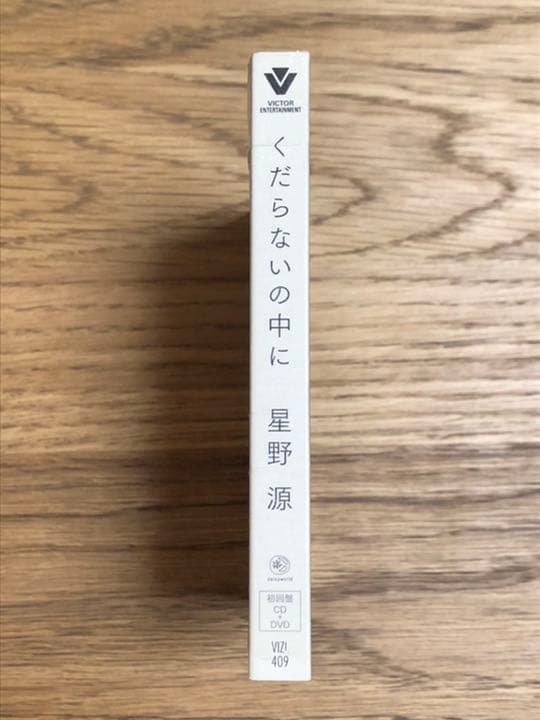 VICTOR
ENTERTAINMENT
くだらないの中に 星野 源
daisyworld
初回盤
CD
+
DVD
VIZL
409